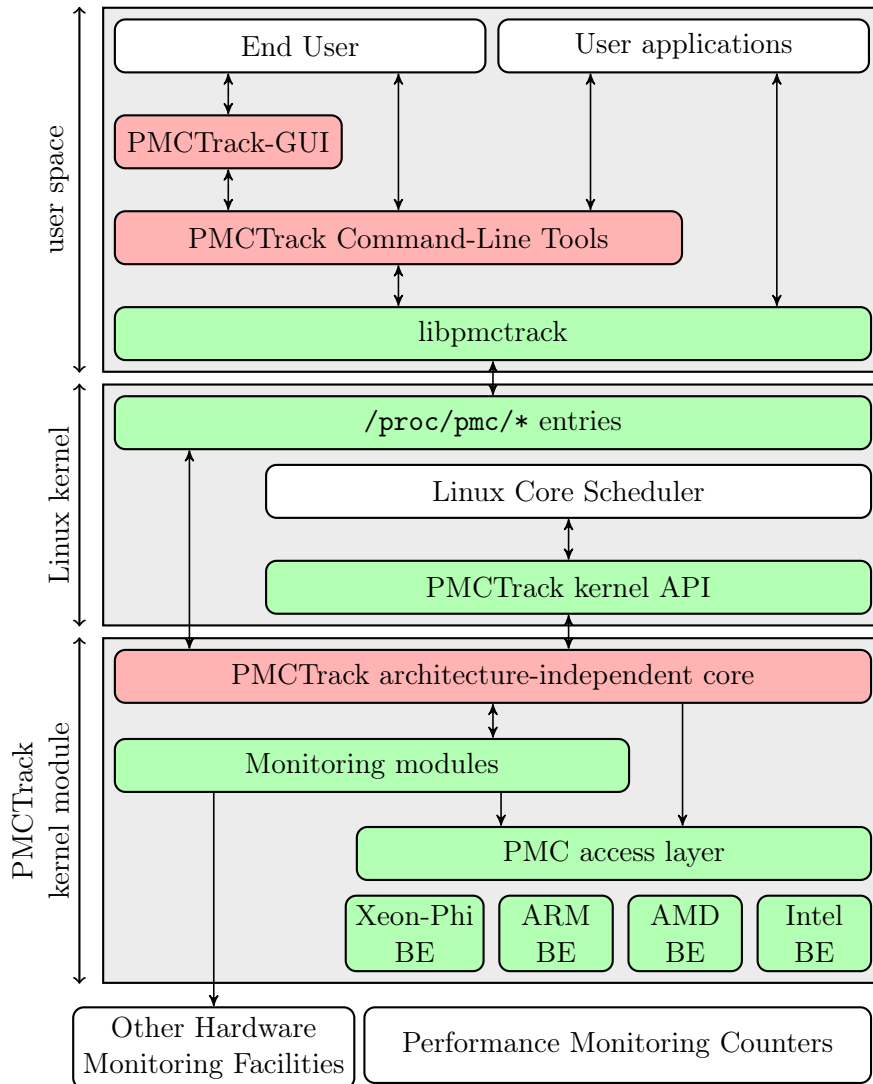 End User
User applications
PMCTrack-GUI
PMCTrack Command-Line Tools
libpmctrack
user space
/proc/pmc/* entries
Linux Core Scheduler
PMCTrack kernel API
Linux kernel
PMCTrack architecture-independent core
Monitoring modules
PMC access layer
Xeon-Phi
BE
ARM
BE
AMD
BE
Intel
BE
PMCTrack
kernel module
Other Hardware
Monitoring Facilities
Performance Monitoring Counters